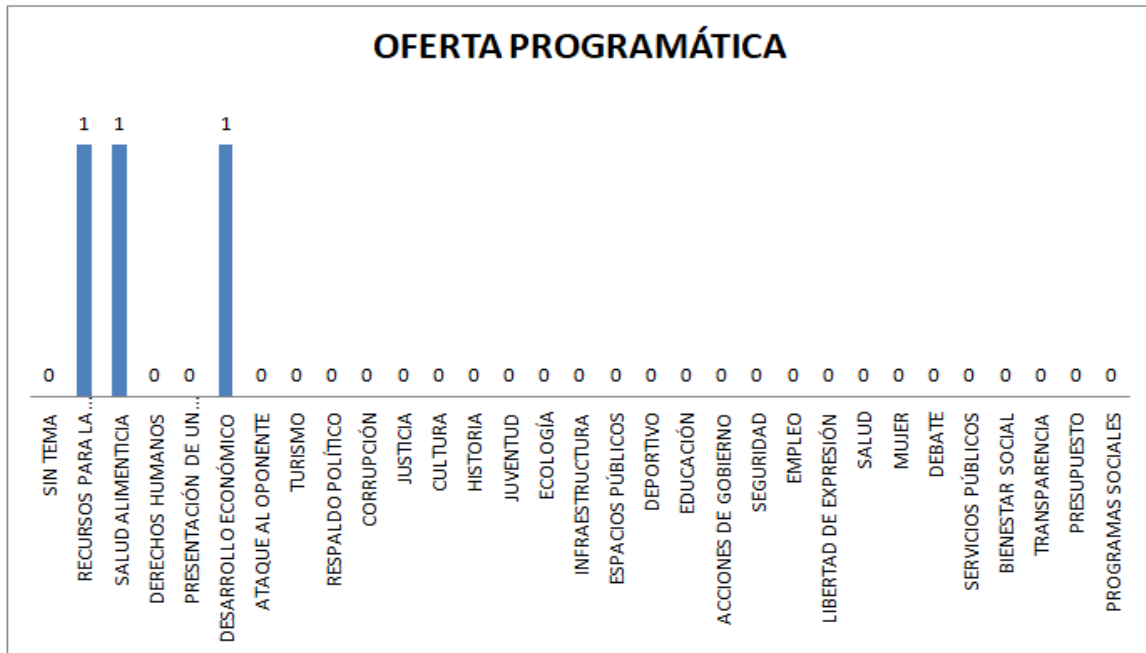 OFERTA PROGRAMÁTICA
1 1 1
0 0 0 0 0 0 0 0 0 0 0 0 0 0 0 0 0 0 0 0 0 0 0 0 0 0 0 0
SIN TEMA
RECURSOS PARA LA...
SALUD ALIMENTICIA
DERECHOS HUMANOS
PRESENTACIÓN DE UN...
DESARROLLO ECONÓMICO
ATAQUE AL OPONENTE
TURISMO
RESPALDO POLÍTICO
CORRUPCIÓN
JUSTICIA
CULTURA
HISTORIA
JUVENTUD
ECOLOGÍA
INFRAESTRUCTURA
ESPACIOS PÚBLICOS
DEPORTIVO
EDUCACIÓN
ACCIONES DE GOBIERNO
SEGURIDAD
EMPLEO
LIBERTAD DE EXPRESIÓN
SALUD
MUJER
DEBATE
SERVICIOS PÚBLICOS
BIENESTAR SOCIAL
TRANSPARENCIA
PRESUPUESTO
PROGRAMAS SOCIALES